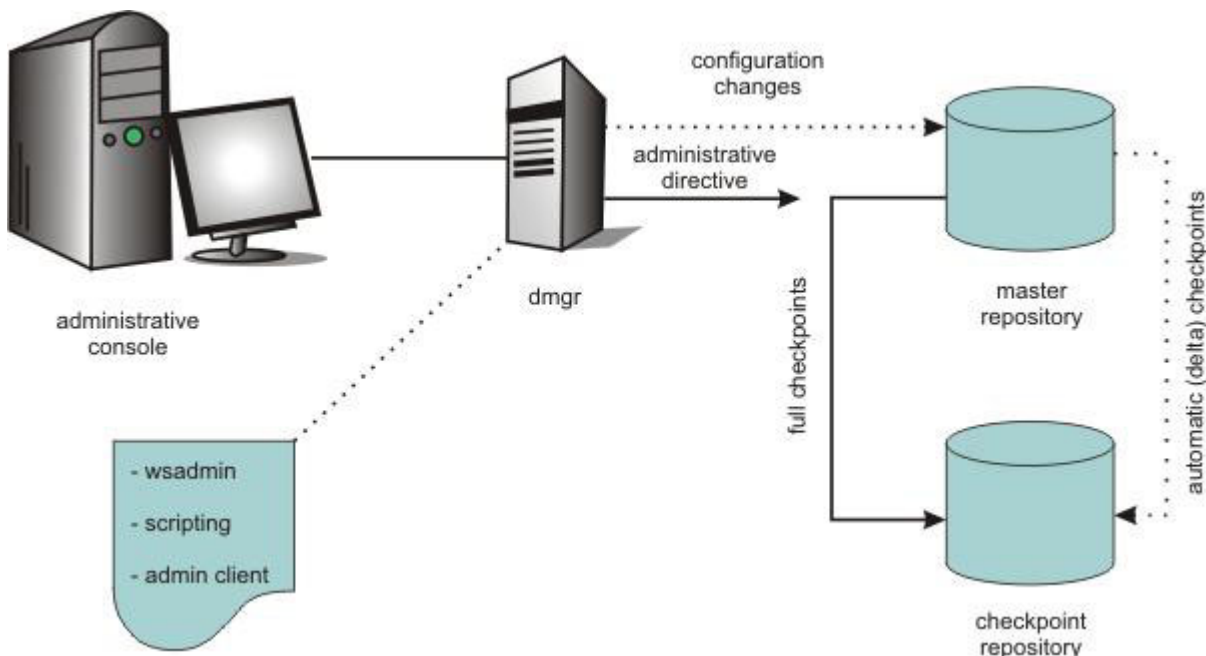 configuration
changes
administrative
directive
dmgr
administrative
console
master
repository
full checkpoints
automatic (delta) checkpoints
- wsadmin
- scripting
- admin client
checkpoint
repository